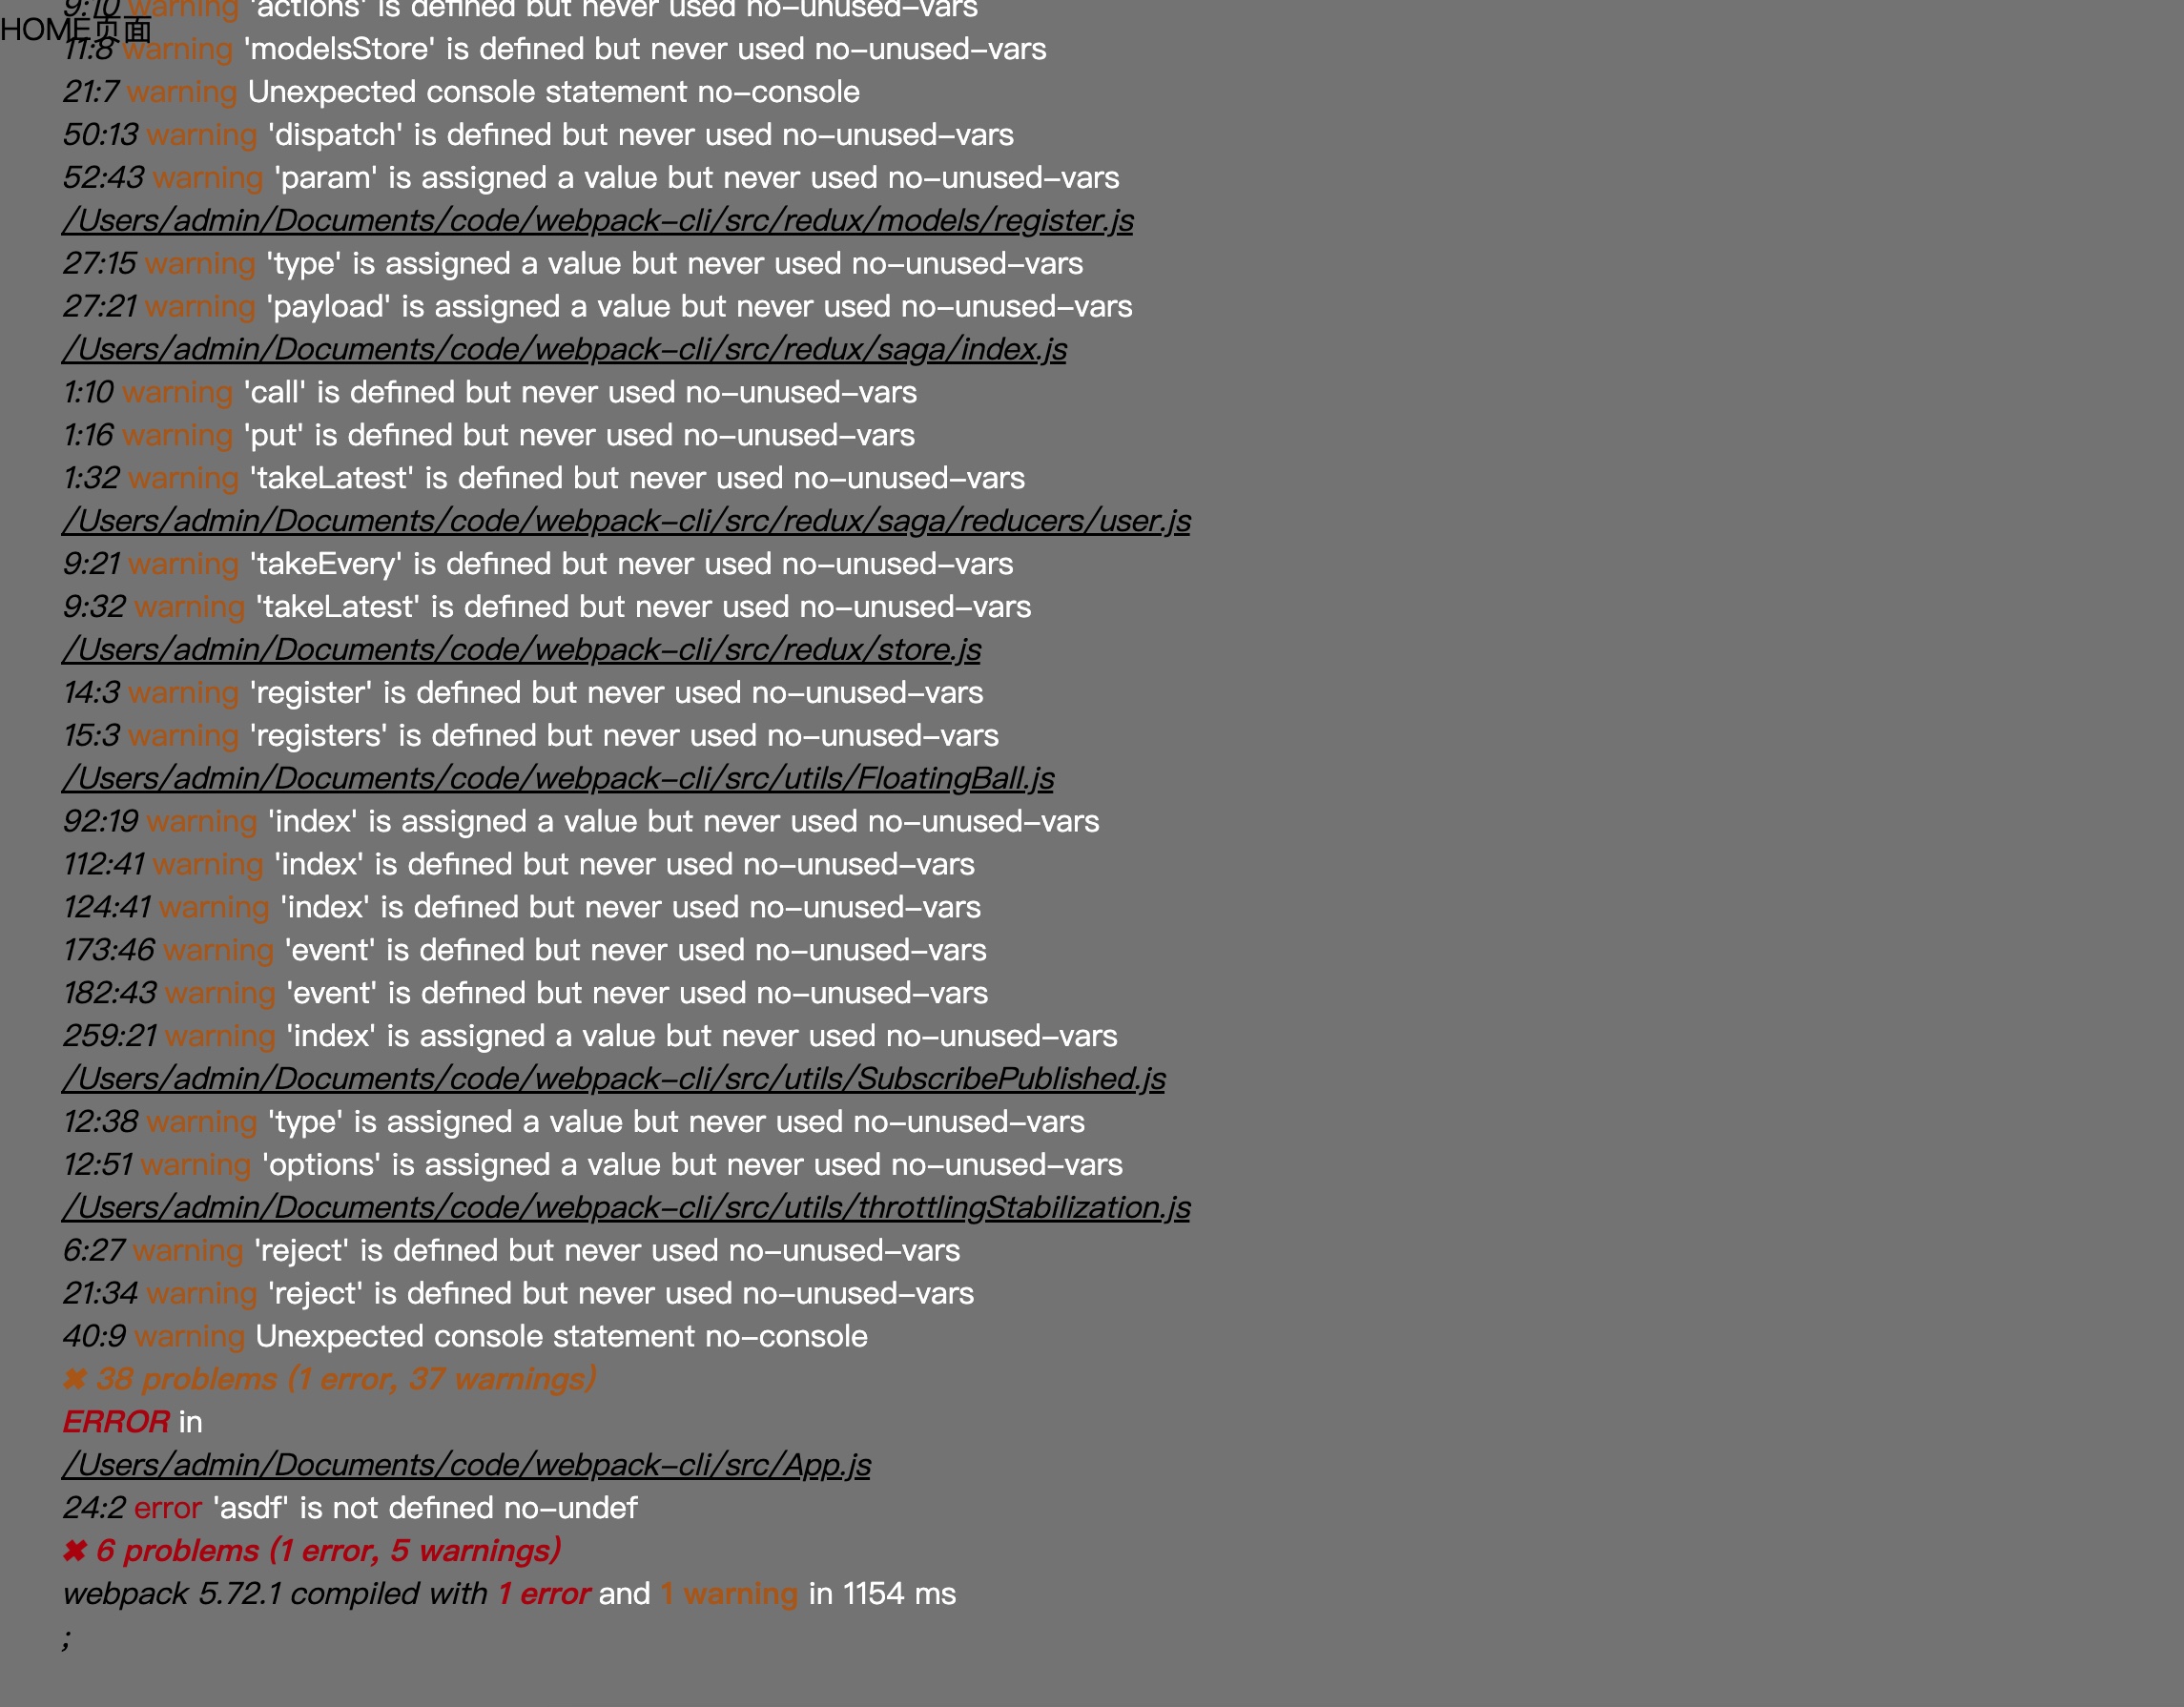 9:10 warning 'actions' is defined but never used no-unused-vars
HOME页面
11:8 warning 'modelsStore' is defined but never used no-unused-vars
21:7 warning Unexpected console statement no-console
50:13 warning 'dispatch' is defined but never used no-unused-vars
52:43 warning 'param' is assigned a value but never used no-unused-vars
/Users/admin/Documents/code/webpack-cli/src/redux/models/register.js
27:15 warning 'type' is assigned a value but never used no-unused-vars
27:21 warning 'payload' is assigned a value but never used no-unused-vars
/Users/admin/Documents/code/webpack-cli/src/redux/saga/index.js
1:10 warning 'call' is defined but never used no-unused-vars
1:16 warning 'put' is defined but never used no-unused-vars
1:32 warning 'takeLatest' is defined but never used no-unused-vars
/Users/admin/Documents/code/webpack-cli/src/redux/saga/reducers/user.js
9:21 warning 'takeEvery' is defined but never used no-unused-vars
9:32 warning 'takeLatest' is defined but never used no-unused-vars
/Users/admin/Documents/code/webpack-cli/src/redux/store.js
14:3 warning 'register' is defined but never used no-unused-vars
15:3 warning 'registers' is defined but never used no-unused-vars
/Users/admin/Documents/code/webpack-cli/src/utils/FloatingBall.js
92:19 warning 'index' is assigned a value but never used no-unused-vars
112:41 warning 'index' is defined but never used no-unused-vars
124:41 warning 'index' is defined but never used no-unused-vars
173:46 warning 'event' is defined but never used no-unused-vars
182:43 warning 'event' is defined but never used no-unused-vars
259:21 warning 'index' is assigned a value but never used no-unused-vars
/Users/admin/Documents/code/webpack-cli/src/utils/SubscribePublished.js
12:38 warning 'type' is assigned a value but never used no-unused-vars
12:51 warning 'options' is assigned a value but never used no-unused-vars
/Users/admin/Documents/code/webpack-cli/src/utils/throttlingStabilization.js
6:27 warning 'reject' is defined but never used no-unused-vars
21:34 warning 'reject' is defined but never used no-unused-vars
40:9 warning Unexpected console statement no-console
✖ 38 problems (1 error, 37 warnings)
ERROR in
/Users/admin/Documents/code/webpack-cli/src/App.js
24:2 error 'asdf' is not defined no-undef
✖ 6 problems (1 error, 5 warnings)
webpack 5.72.1 compiled with 1 error and 1 warning in 1154 ms
;